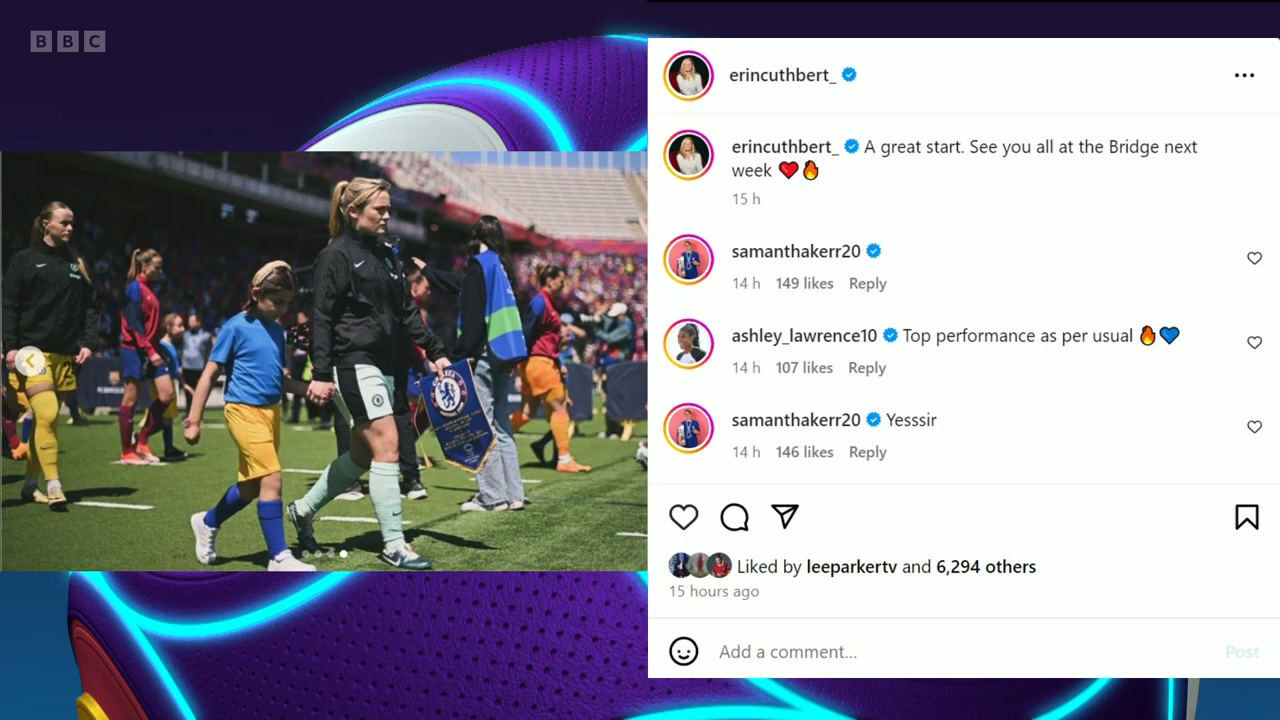 BBC
erincuthbert_
erincuthbert_ A great start. See you all at the Bridge next
week ❤️🔥
15 h
samanthakerr20
14 h 149 likes Reply
ashley_lawrence10 Top performance as per usual 🔥💙
14 h 107 likes Reply
samanthakerr20 Yesssir
14 h 146 likes Reply
Liked by leeparkertv and 6,294 others
15 hours ago
Add a comment...
Post
CHELSEA